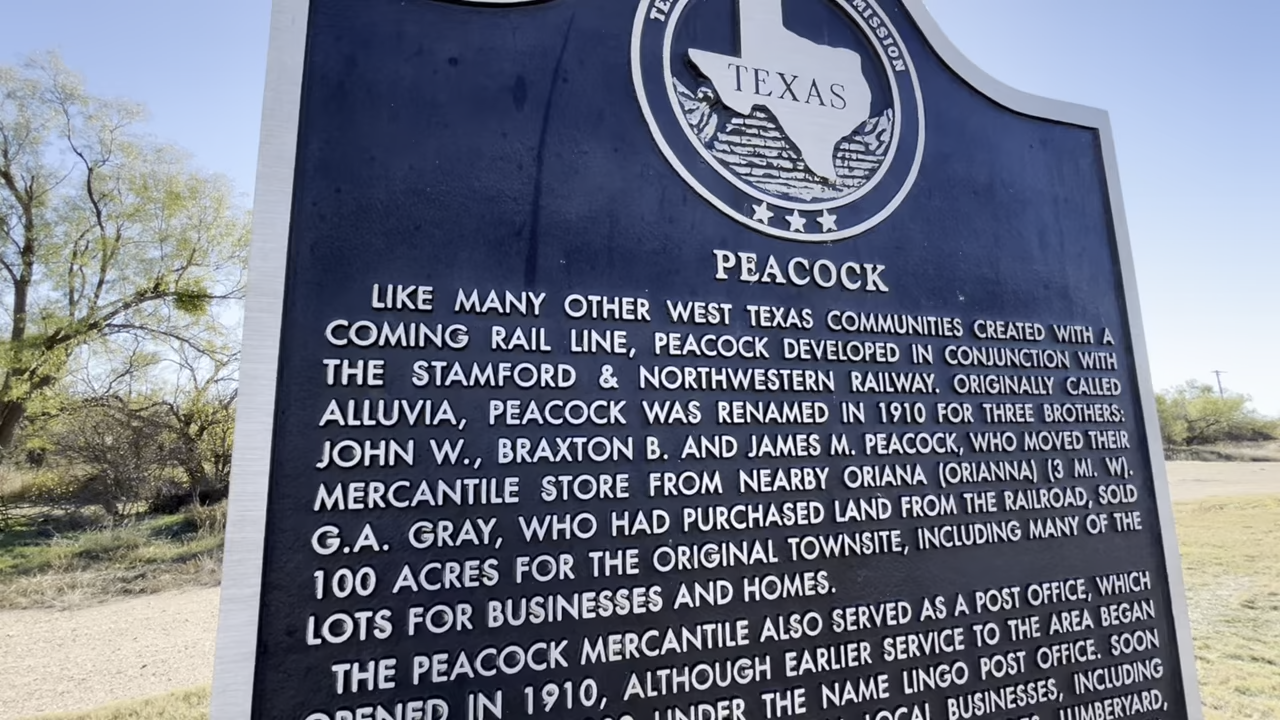 TE MISSION
TEXAS
PEACOCK
LIKE MANY OTHER WEST TEXAS COMMUNITIES CREATED WITH A
COMING RAIL LINE, PEACOCK DEVELOPED IN CONJUNCTION WITH
THE STAMFORD & NORTHWESTERN RAILWAY. ORIGINALLY CALLED
ALLUVIA, PEACOCK WAS RENAMED IN 1910 FOR THREE BROTHERS:
JOHN W., BRAXTON B. AND JAMES M. PEACOCK, WHO MOVED THEIR
MERCANTILE STORE FROM NEARBY ORIANA (ORIANNA) (3 MI. W).
G.A. GRAY, WHO HAD PURCHASED LAND FROM THE RAILROAD, SOLD
100 ACRES FOR THE ORIGINAL TOWNSITE, INCLUDING MANY OF THE
LOTS FOR BUSINESSES AND HOMES.
THE PEACOCK MERCANTILE ALSO SERVED AS A POST OFFICE, WHICH
OPENED IN 1910, ALTHOUGH EARLIER SERVICE TO THE AREA BEGAN
UNDER THE NAME LINGO POST OFFICE. SOON
LOCAL BUSINESSES, INCLUDING
LUMBERYARD,